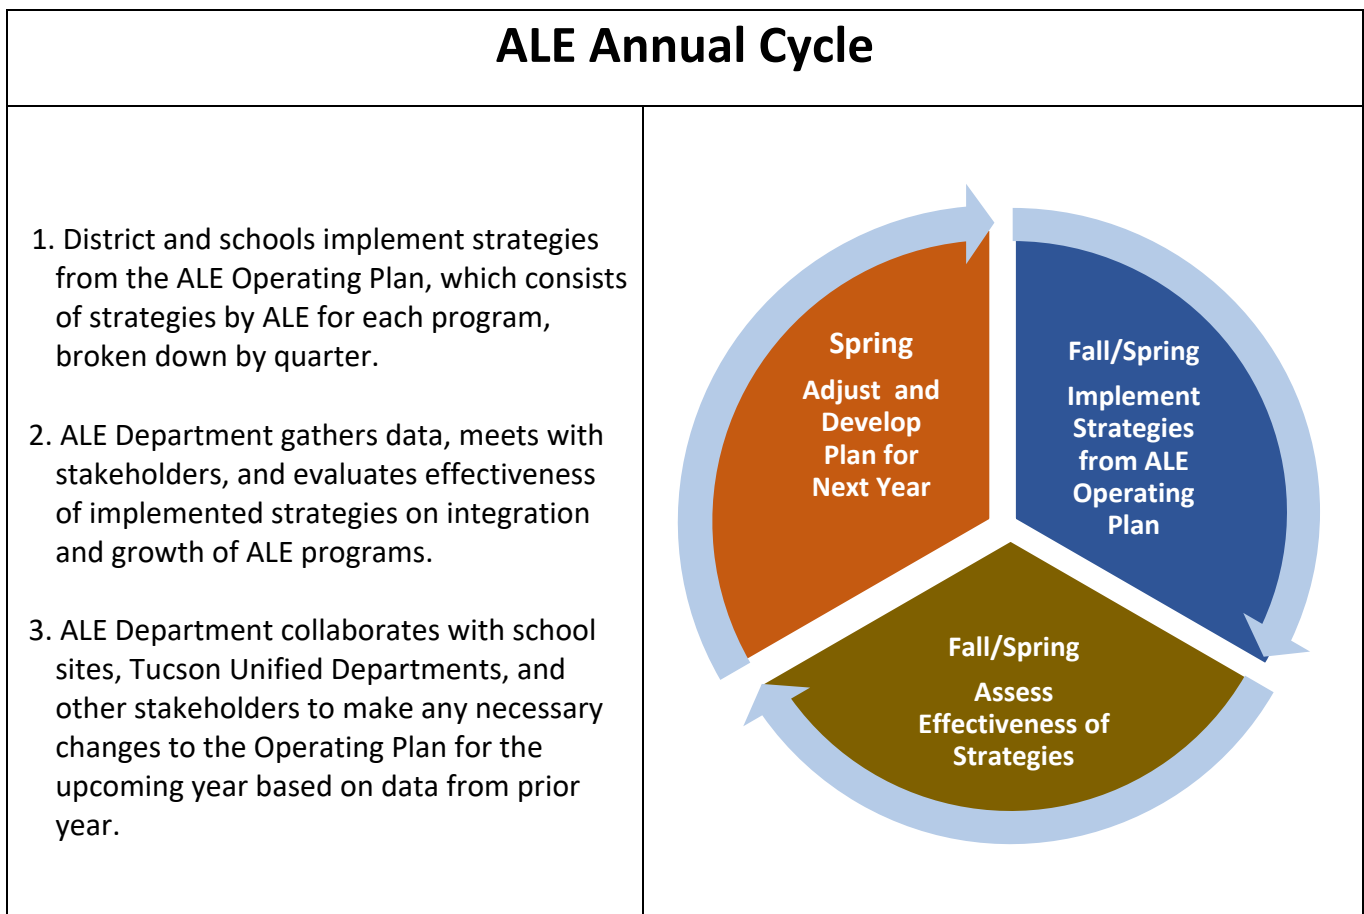 ALE Annual Cycle
1. District and schools implement strategies
from the ALE Operating Plan, which consists
of strategies by ALE for each program,
broken down by quarter.
2. ALE Department gathers data, meets with
stakeholders, and evaluates effectiveness
of implemented strategies on integration
and growth of ALE programs.
3. ALE Department collaborates with school
sites, Tucson Unified Departments, and
other stakeholders to make any necessary
changes to the Operating Plan for the
upcoming year based on data from prior
year.
Spring
Adjust and
Develop
Plan for
Next Year
Fall/Spring
Implement
Strategies
from ALE
Operating
Plan
Fall/Spring
Assess
Effectiveness of
Strategies